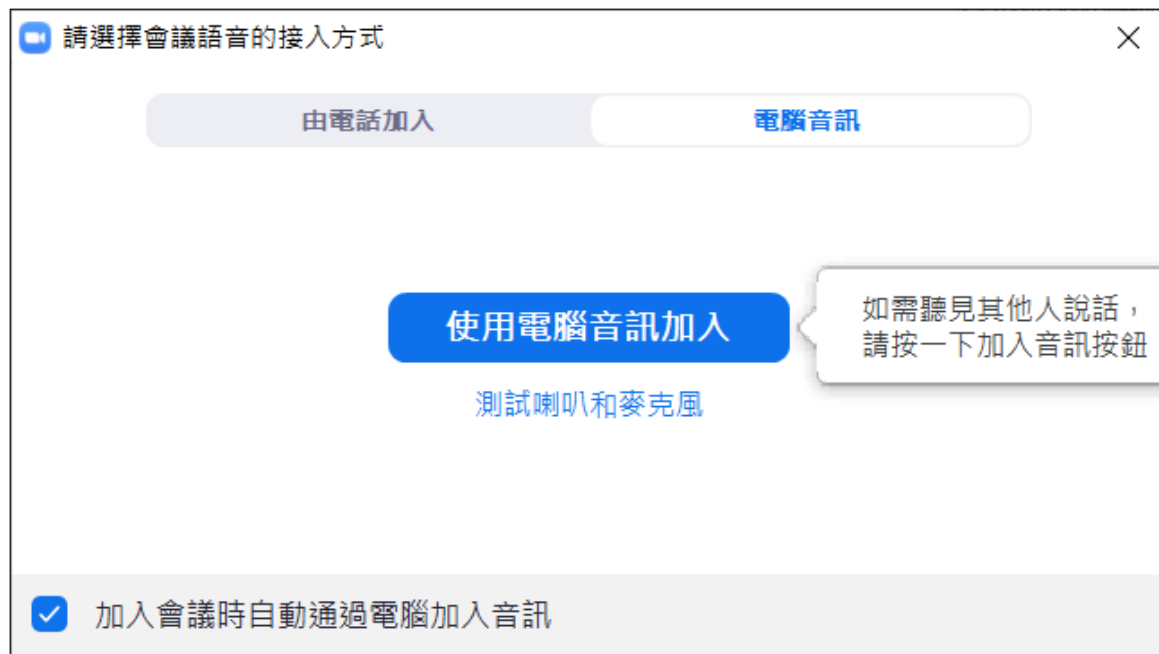 請選擇會議語音的接入方式
由電話加入
電腦音訊
使用電腦音訊加入
如需聽見其他人說話，
請按一下加入音訊按鈕
測試喇叭和麥克風
加入會議時自動通過電腦加入音訊